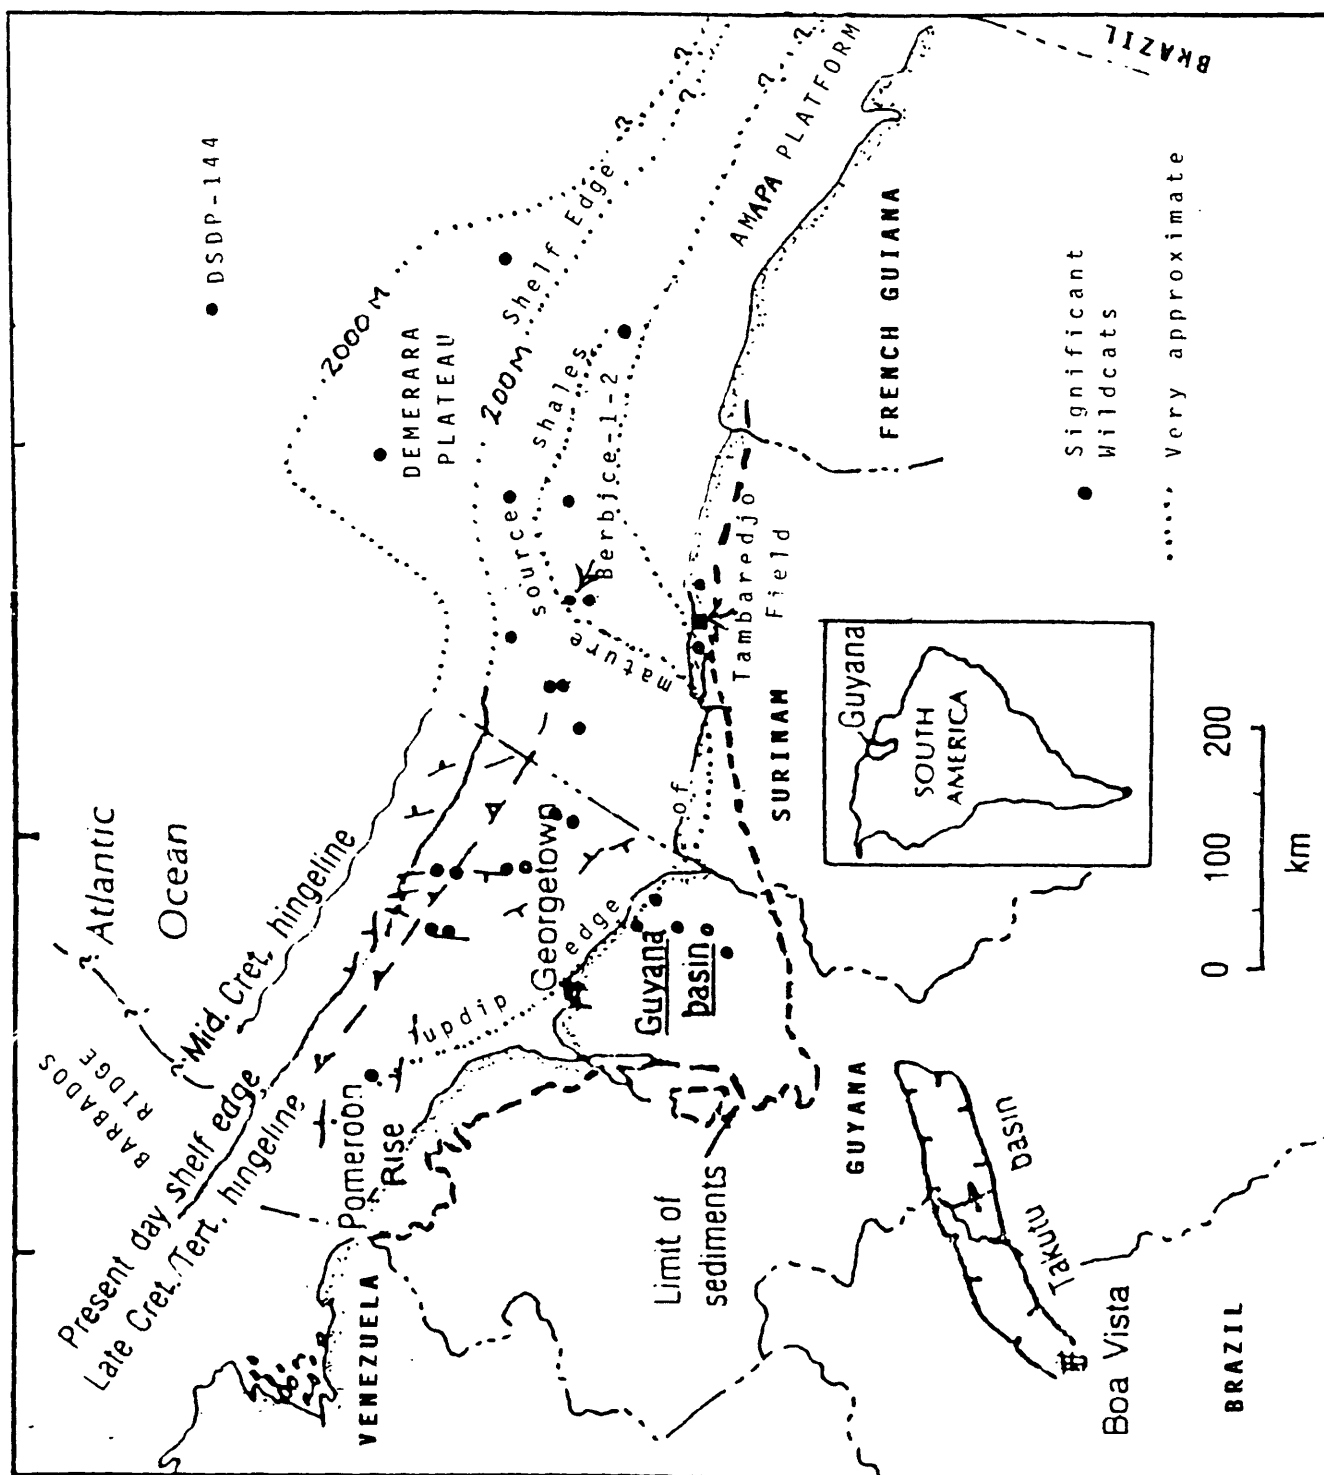 Atlantic
Ocean
DSDP-144
BARBADOS
RIDGE
Mid. Cret. hingeline
Present day shelf edge
Late Cret./Tert. hingeline
2000 M
DEMERARA
PLATEAU
200 M Shelf Edge
AMAPA PLATFORM
BRAZIL
updip edge of mature source shales
Berbice-1-2
Pomeroon
Rise
Georgetown
Guyana
basin
Tambaredjo
Field
VENEZUELA
Limit of
sediments
GUYANA
SURINAM
FRENCH GUIANA
Takutu basin
Boa Vista
BRAZIL
Guyana
SOUTH
AMERICA
Significant
Wildcats
Very approximate
0 100 200
km
? ? ? ? ? ? ? ?